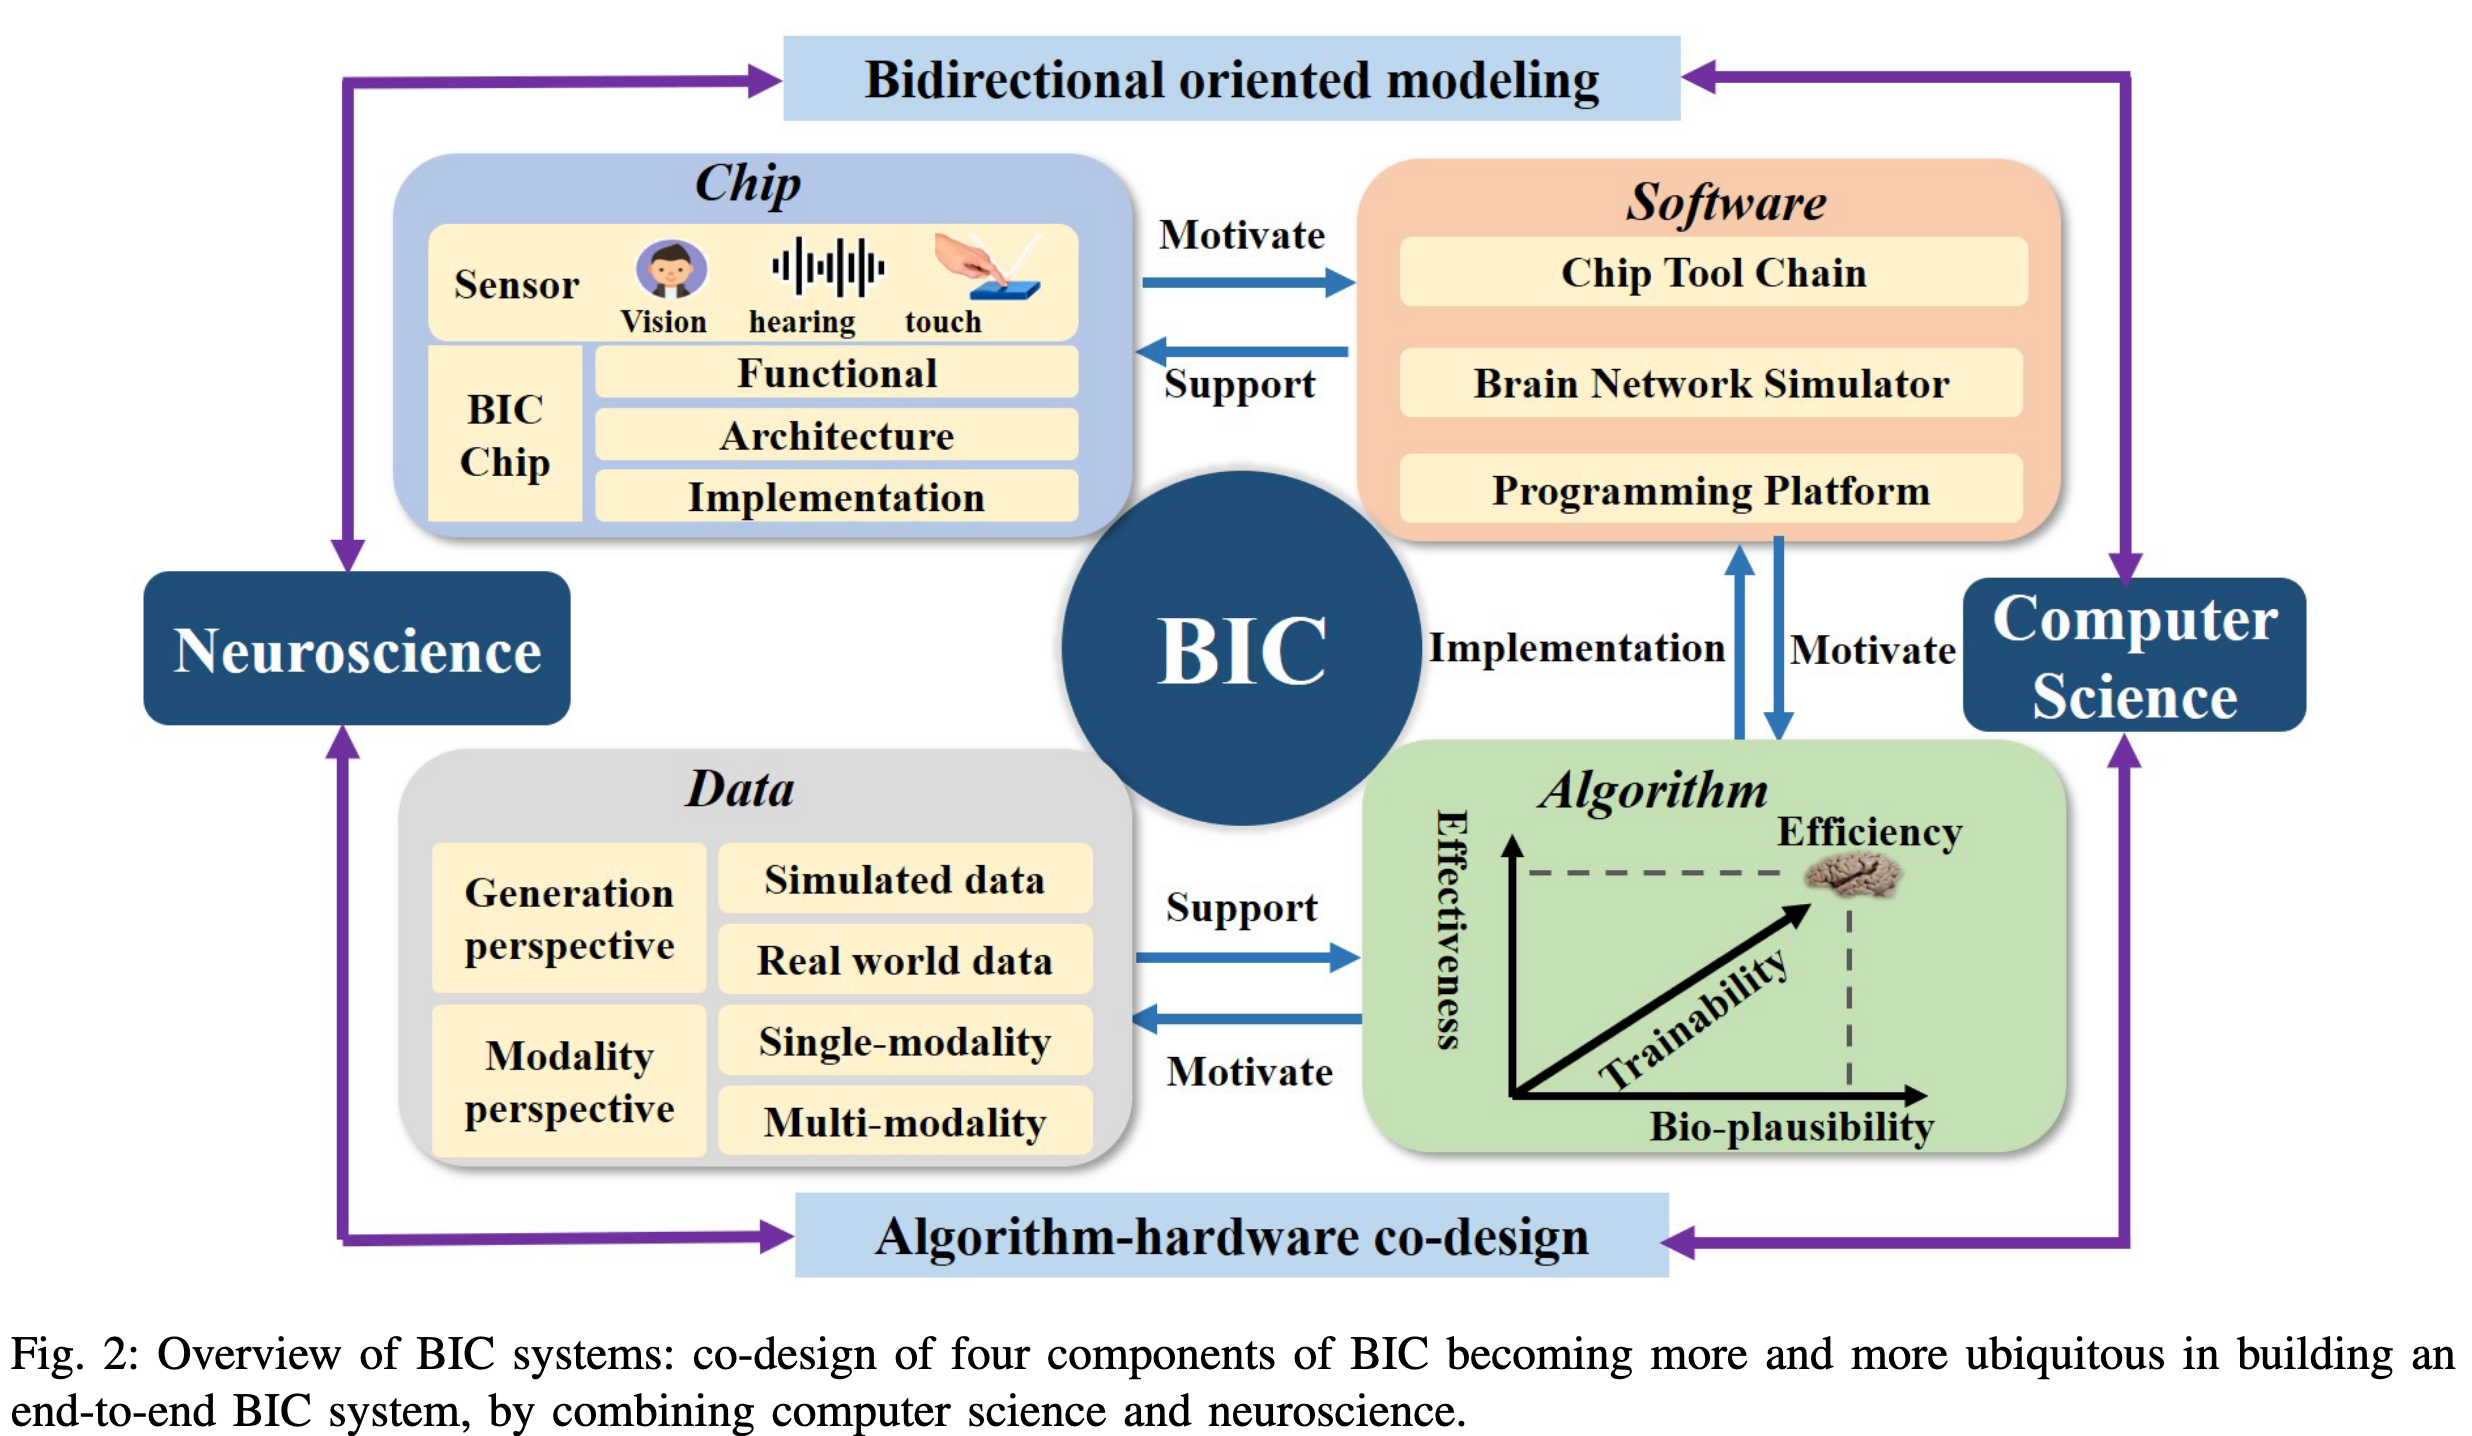 Bidirectional oriented modeling
Chip
Sensor
Vision
hearing
touch
BIC
Chip
Functional
Architecture
Implementation
Motivate
Support
Software
Chip Tool Chain
Brain Network Simulator
Programming Platform
Neuroscience
BIC
Implementation
Motivate
Computer
Science
Data
Generation
perspective
Simulated data
Real world data
Modality
perspective
Single-modality
Multi-modality
Support
Motivate
Algorithm
Efficiency
Effectiveness
Trainability
Bio-plausibility
Algorithm-hardware co-design
Fig. 2: Overview of BIC systems: co-design of four components of BIC becoming more and more ubiquitous in building an
end-to-end BIC system, by combining computer science and neuroscience.